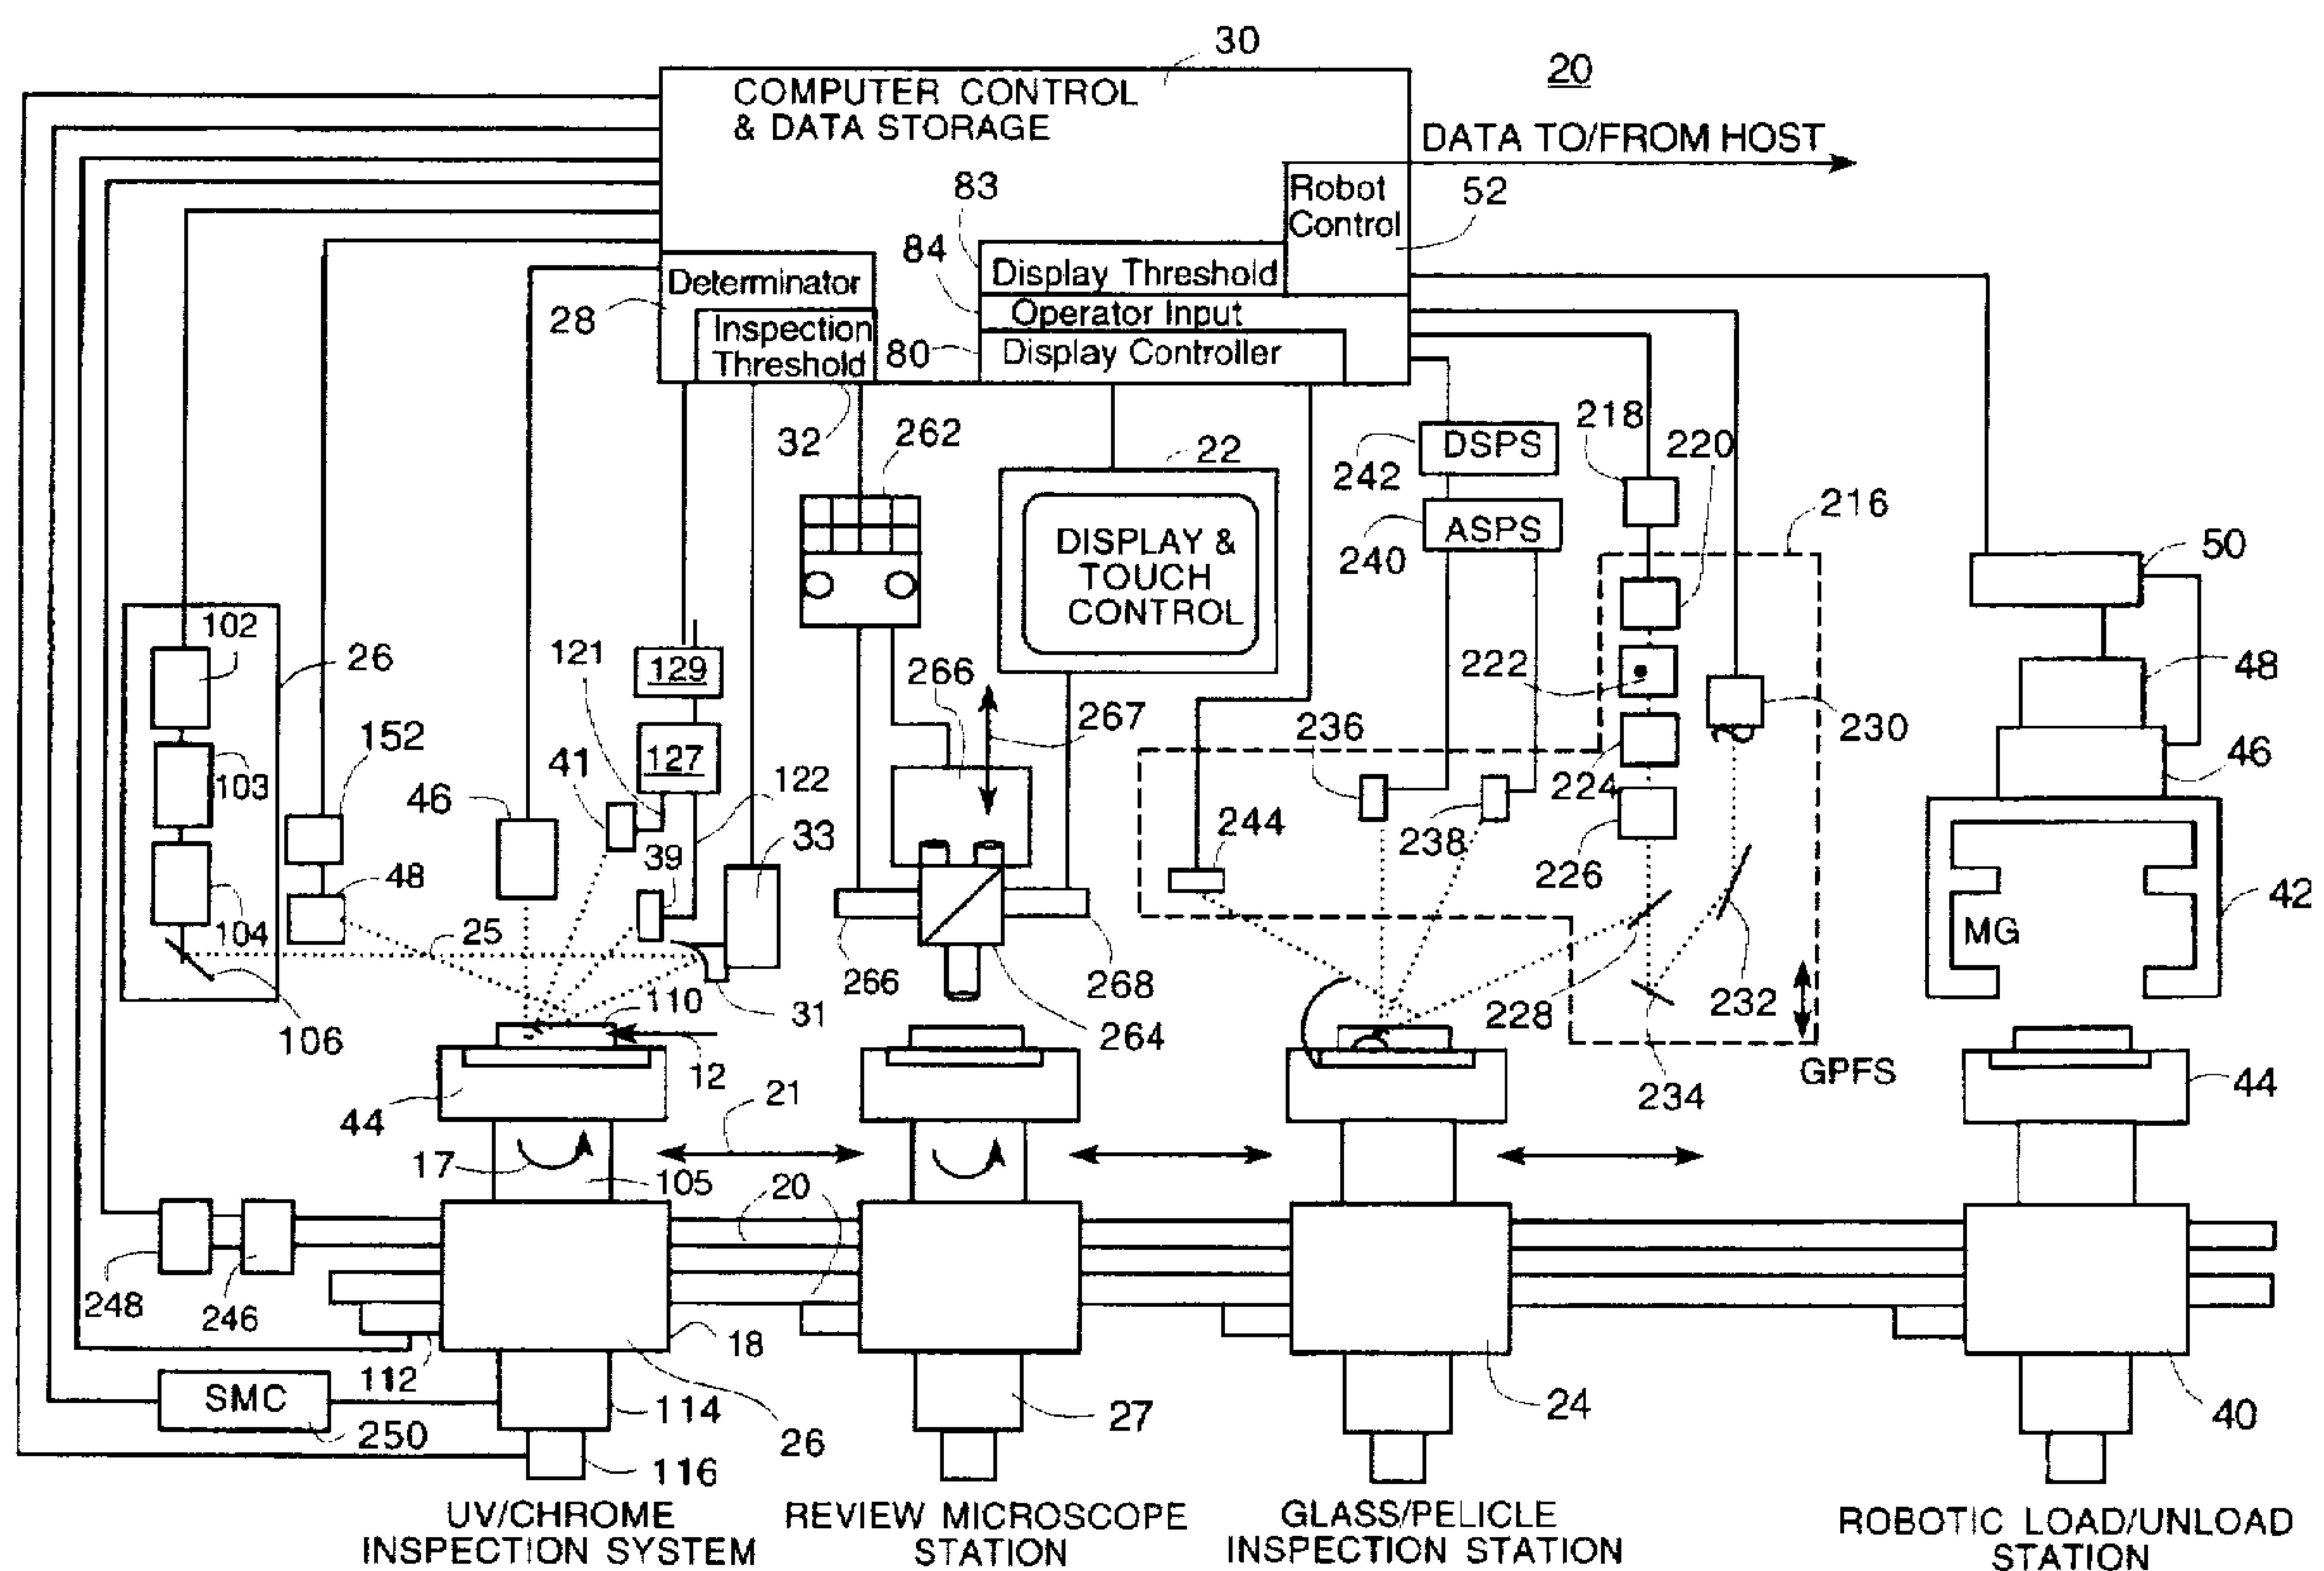 30
20
COMPUTER CONTROL
& DATA STORAGE
DATA TO/FROM HOST
83
Robot
Control
52
84
Display Threshold
Determinator
28
Operator Input
Inspection
Threshold
80
Display Controller
32
262
22
218
220
DSPS
242
216
ASPS
240
DISPLAY &
TOUCH
CONTROL
50
102
26
121
129
266
222
48
152
41
127
122
267
236
230
103
46
224
46
33
244
238
39
48
226
42
104
25
MG
266
268
228
232
106
110
31
264
12
GPFS
234
44
44
21
17
105
20
248
246
18
112
SMC
114
27
24
40
250
26
116
UV/CHROME
INSPECTION SYSTEM
REVIEW MICROSCOPE
STATION
GLASS/PELICLE
INSPECTION STATION
ROBOTIC LOAD/UNLOAD
STATION